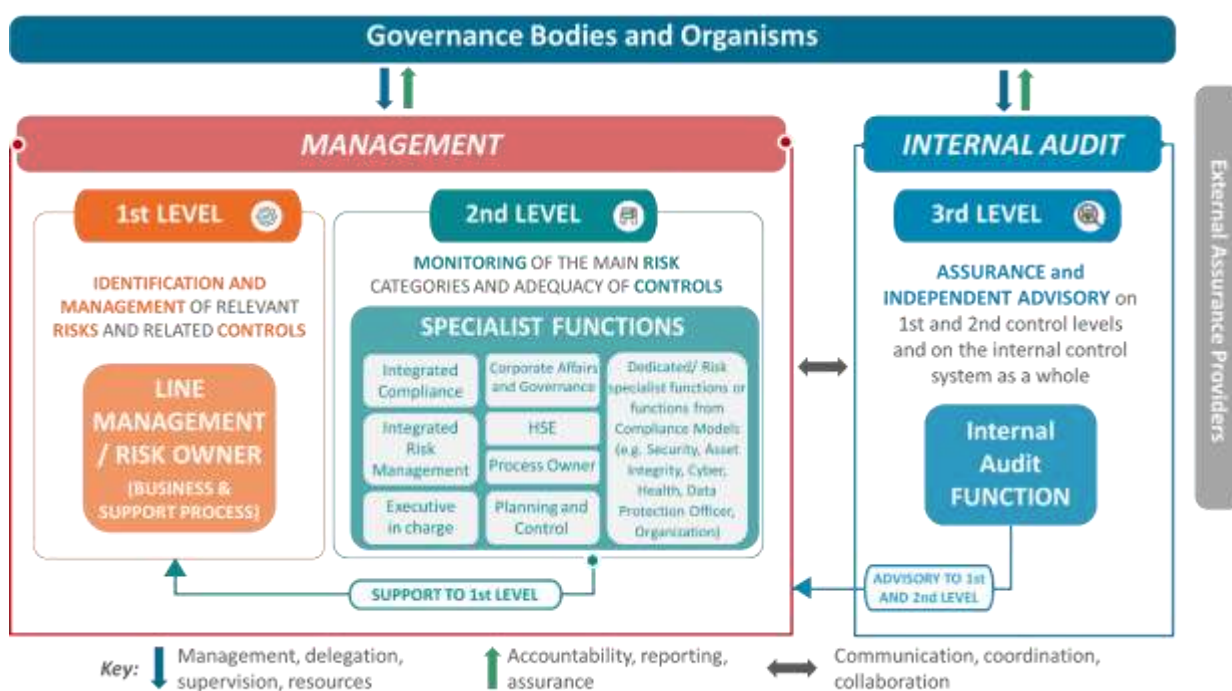 Governance Bodies and Organisms
MANAGEMENT
1st LEVEL
IDENTIFICATION AND
MANAGEMENT OF RELEVANT
RISKS AND RELATED CONTROLS
LINE
MANAGEMENT
/ RISK OWNER
(BUSINESS &
SUPPORT PROCESS)
2nd LEVEL
MONITORING OF THE MAIN RISK
CATEGORIES AND ADEQUACY OF CONTROLS
SPECIALIST FUNCTIONS
Integrated
Compliance
Integrated
Risk
Management
Executive
in charge
Corporate Affairs
and Governance
HSE
Process Owner
Planning and
Control
Dedicated/ Risk
specialist functions or
functions from
Compliance Models
(e.g. Security, Asset
Integrity, Cyber,
Health, Data
Protection Officer,
Organization)
SUPPORT TO 1st LEVEL
INTERNAL AUDIT
3rd LEVEL
ASSURANCE and
INDEPENDENT ADVISORY on
1st and 2nd control levels
and on the internal control
system as a whole
Internal
Audit
FUNCTION
ADVISORY TO 1st
AND 2nd LEVEL
External Assurance Providers
Key:
Management, delegation,
supervision, resources
Accountability, reporting,
assurance
Communication, coordination,
collaboration